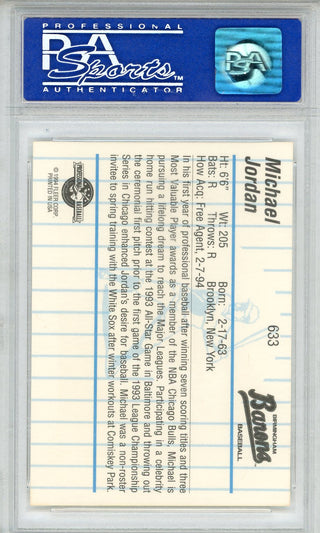 PROFESSIONAL
PSA
Sports
TM
AUTHENTICATOR
PSA
633
BIRMINGHAM
Barons
BASEBALL
Michael
Jordan
Ht: 6'6" Wt: 205 Born: 2-17-63
Bats: R Throws: R Brooklyn, New York
How Acq: Free Agent, 2-7-94
In his first year of professional baseball after winning seven scoring titles and three
Most Valuable Player awards as a member of the NBA Chicago Bulls, Michael is
pursuing a lifelong dream to reach the Major Leagues. Participating in a celebrity
home run hitting contest at the 1993 All-Star Game in Baltimore and throwing out
the ceremonial first pitch prior to the first game of the 1993 League Championship
Series in Chicago enhanced Jordan's desire for baseball. Michael was a non-roster
invitee to spring training with the White Sox after winter workouts at Comiskey Park.
© 1994 FLEER CORP.
PRINTED IN USA